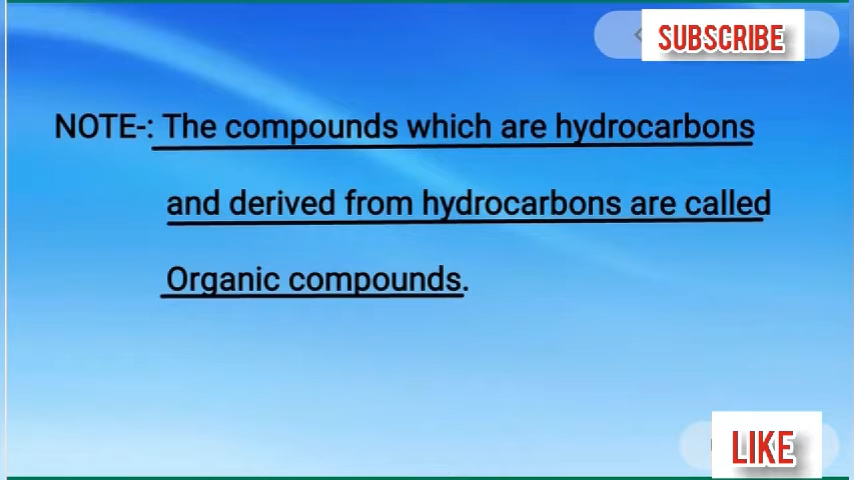 SUBSCRIBE
NOTE-: The compounds which are hydrocarbons
and derived from hydrocarbons are called
Organic compounds.
LIKE